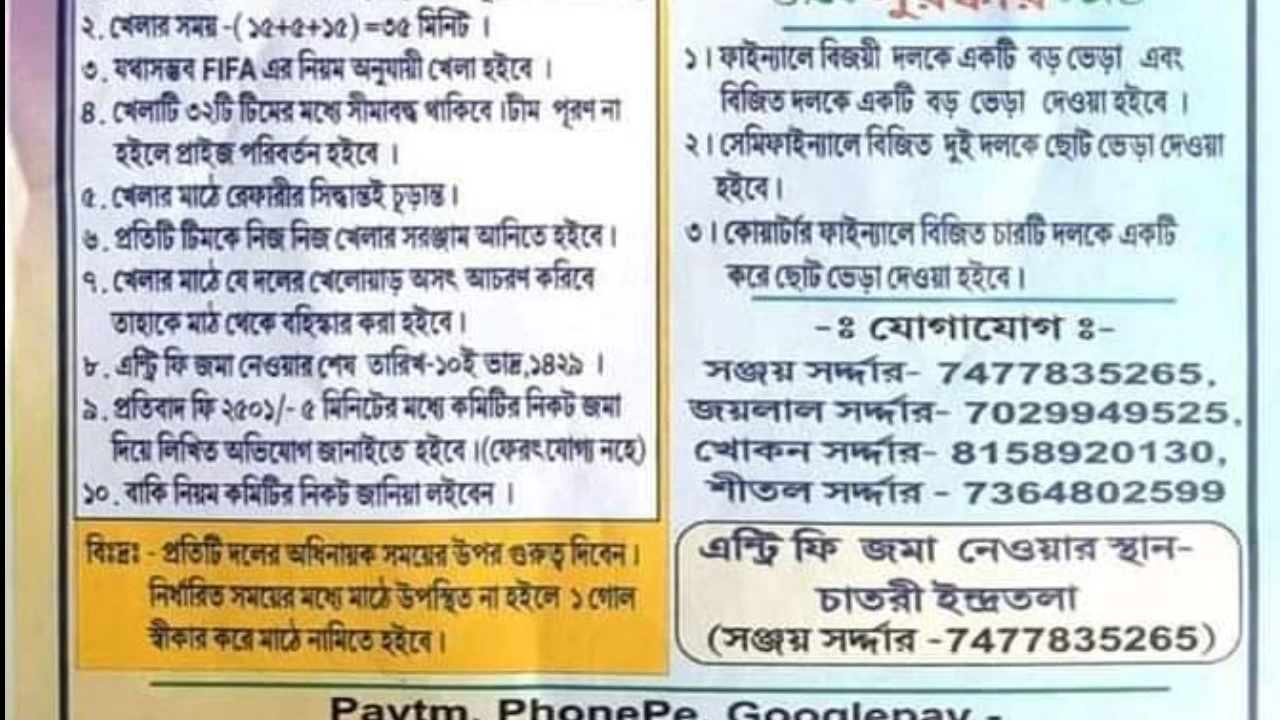 ২. খেলার সময় -( ১৫+৫+১৫) =৩৫ মিনিট ।
৩. যথাসম্ভব FIFA এর নিয়ম অনুযায়ী খেলা হইবে ।
৪. খেলাটি ৩২টি টিমের মধ্যে সীমাবদ্ধ থাকিবে ।টীম পূরণ না
হইলে প্রাইজ পরিবর্তন হইবে ।
৫. খেলার মাঠে রেফারীর সিদ্ধান্তই চূড়ান্ত।
৬. প্রতিটি টিমকে নিজ নিজ খেলার সরঞ্জাম আনিতে হইবে।
৭. খেলার মাঠে যে দলের খেলোয়াড় অসৎ আচরণ করিবে
তাহাকে মাঠ থেকে বহিস্কার করা হইবে।
৮. এন্ট্রি ফি জমা নেওয়ার শেষ তারিখ-১০ই ভাদ্র,১৪২৯ ।
৯. প্রতিবাদ ফি ২৫০১/- ৫ মিনিটের মধ্যে কমিটির নিকট জমা
দিয়ে লিখিত অভিযোগ জানাইতে হইবে ।(ফেরৎযোগ্য নহে)
১০. বাকি নিয়ম কমিটির নিকট জানিয়া লইবেন ।
বিঃদ্রঃ - প্রতিটি দলের অধিনায়ক সময়ের উপর গুরুত্ব দিবেন।
নির্ধারিত সময়ের মধ্যে মাঠে উপস্থিত না হইলে ১ গোল
স্বীকার করে মাঠে নামিতে হইবে।
পুরস্কার
১। ফাইন্যালে বিজয়ী দলকে একটি বড় ভেড়া এবং
বিজিত দলকে একটি বড় ভেড়া দেওয়া হইবে ।
২। সেমিফাইন্যালে বিজিত দুই দলকে ছোট ভেড়া দেওয়া
হইবে।
৩। কোয়ার্টার ফাইন্যালে বিজিত চারটি দলকে একটি
করে ছোট ভেড়া দেওয়া হইবে।
-ঃ যোগাযোগ ঃ-
সঞ্জয় সর্দ্দার- 7477835265,
জয়লাল সর্দ্দার- 7029949525,
খোকন সর্দ্দার- 8158920130,
শীতল সর্দ্দার - 7364802599
এন্ট্রি ফি জমা নেওয়ার স্থান-
চাতরী ইন্দ্রতলা
(সঞ্জয় সর্দ্দার -7477835265)
Paytm, PhonePe, Googlepay -